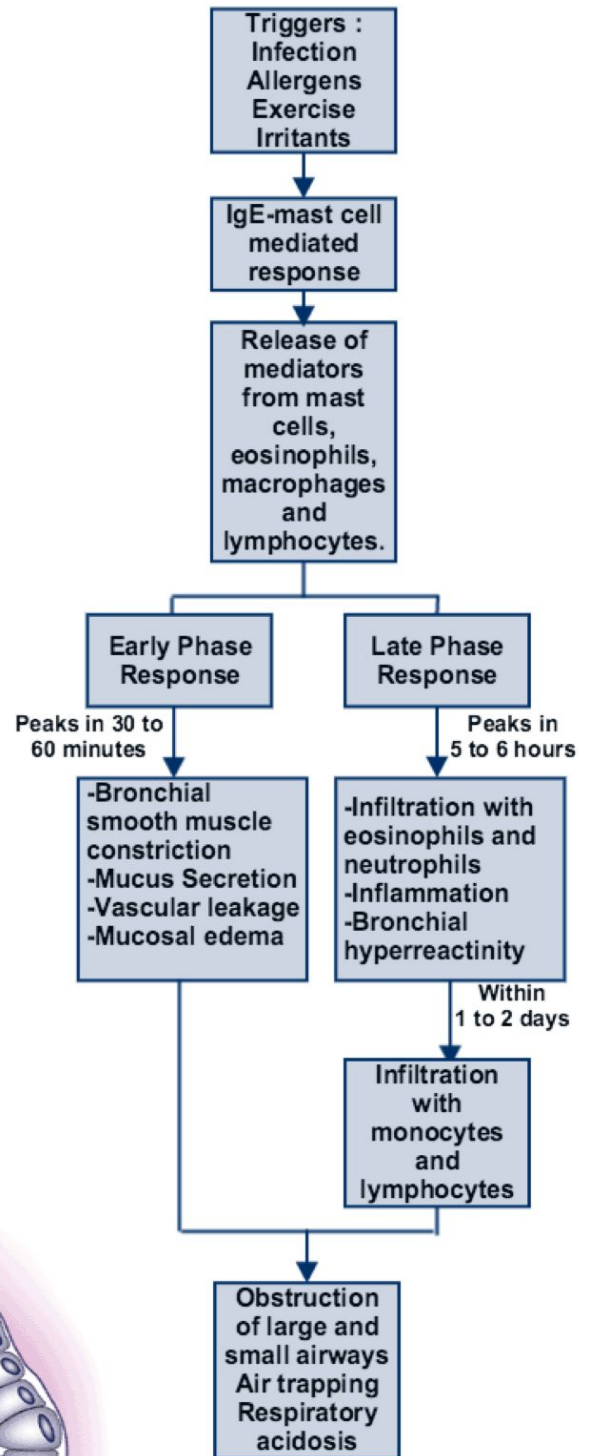 Triggers :
Infection
Allergens
Exercise
Irritants
IgE-mast cell
mediated
response
Release of
mediators
from mast
cells,
eosinophils,
macrophages
and
lymphocytes.
Early Phase
Response
Late Phase
Response
Peaks in 30 to
60 minutes
Peaks in
5 to 6 hours
-Bronchial
smooth muscle
constriction
-Mucus Secretion
-Vascular leakage
-Mucosal edema
-Infiltration with
eosinophils and
neutrophils
-Inflammation
-Bronchial
hyperreactinity
Within
1 to 2 days
Infiltration
with
monocytes
and
lymphocytes
Obstruction
of large and
small airways
Air trapping
Respiratory
acidosis